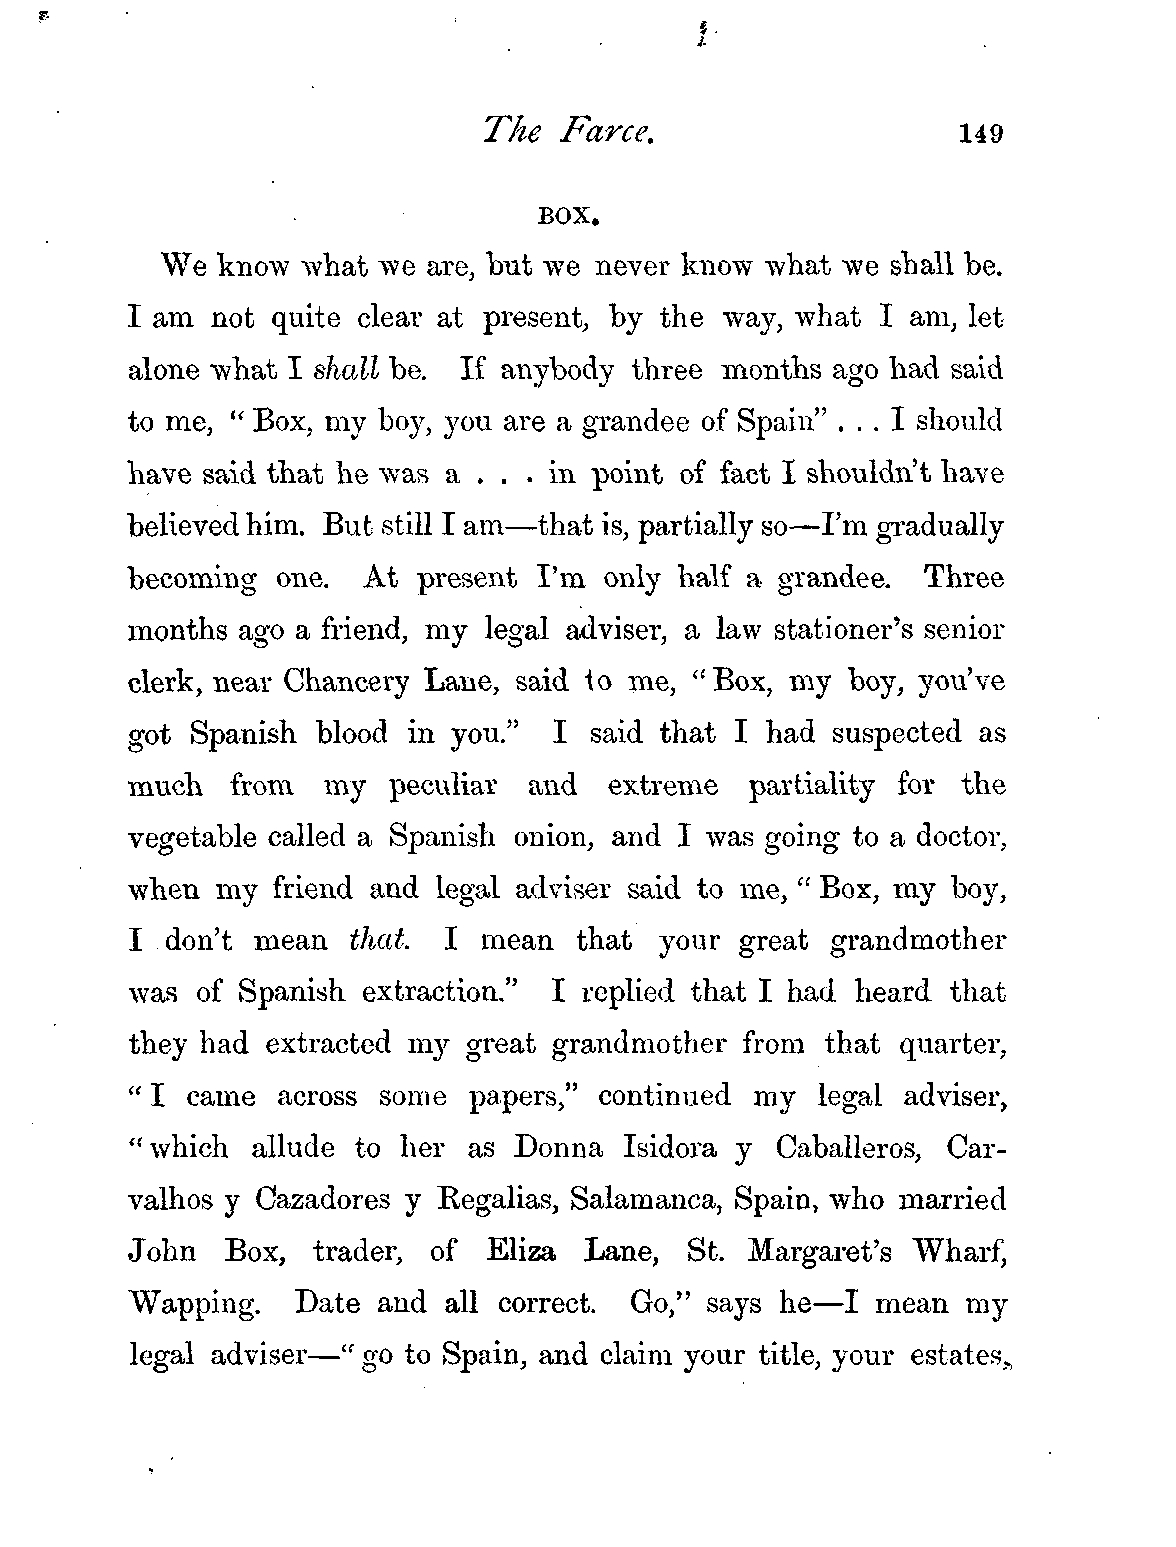 The Farce. 149
BOX.
We know what we are, but we never know what we shall be.
I am not quite clear at present, by the way, what I am, let
alone what I shall be. If anybody three months ago had said
to me, “Box, my boy, you are a grandee of Spain” . . . I should
have said that he was a . . . in point of fact I shouldn’t have
believed him. But still I am—that is, partially so—I’m gradually
becoming one. At present I’m only half a grandee. Three
months ago a friend, my legal adviser, a law stationer’s senior
clerk, near Chancery Lane, said to me, “Box, my boy, you’ve
got Spanish blood in you.” I said that I had suspected as
much from my peculiar and extreme partiality for the
vegetable called a Spanish onion, and I was going to a doctor,
when my friend and legal adviser said to me, “Box, my boy,
I don’t mean that. I mean that your great grandmother
was of Spanish extraction.” I replied that I had heard that
they had extracted my great grandmother from that quarter,
“I came across some papers,” continued my legal adviser,
“which allude to her as Donna Isidora y Caballeros, Car-
valhos y Cazadores y Regalias, Salamanca, Spain, who married
John Box, trader, of Eliza Lane, St. Margaret’s Wharf,
Wapping. Date and all correct. Go,” says he—I mean my
legal adviser—“go to Spain, and claim your title, your estates,